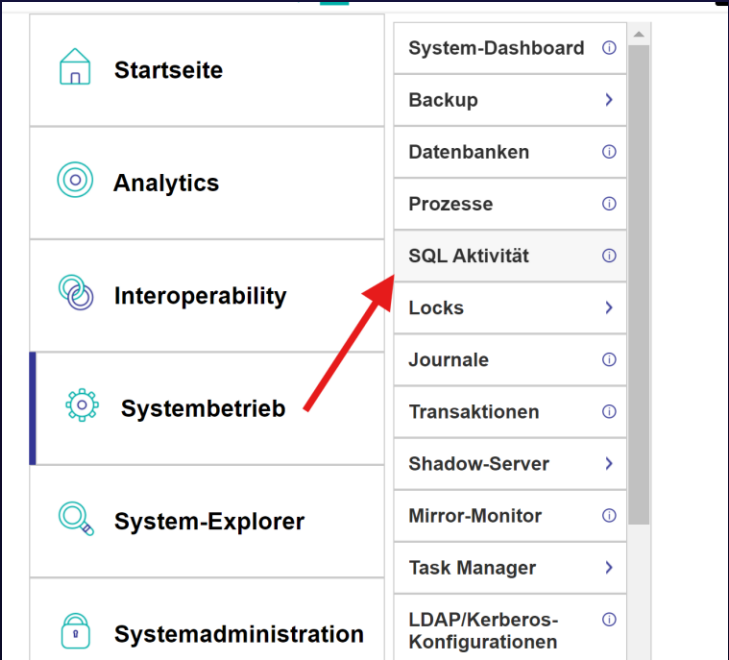 Startseite
Analytics
Interoperability
Systembetrieb
System-Explorer
Systemadministration
System-Dashboard
Backup
Datenbanken
Prozesse
SQL Aktivität
Locks
Journale
Transaktionen
Shadow-Server
Mirror-Monitor
Task Manager
LDAP/Kerberos-
Konfigurationen